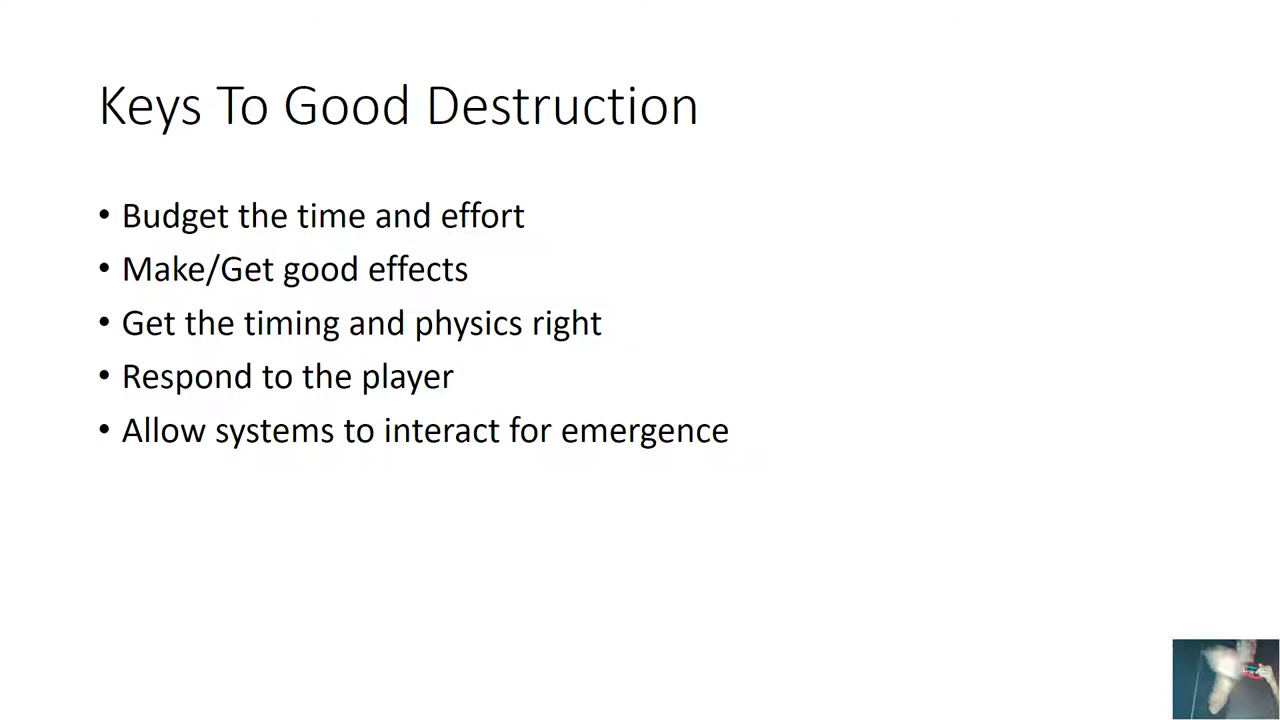 Keys To Good Destruction
• Budget the time and effort
• Make/Get good effects
• Get the timing and physics right
• Respond to the player
• Allow systems to interact for emergence